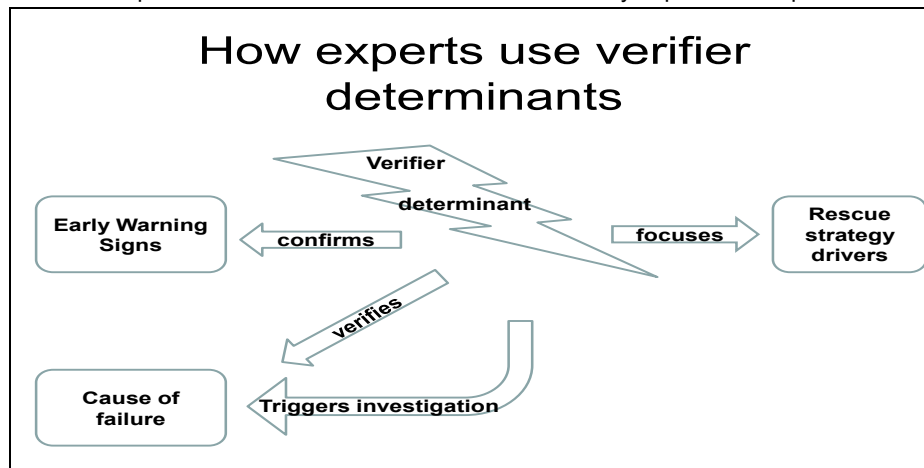 How experts use verifier
determinants
Verifier
determinant
Early Warning
Signs
confirms
focuses
Rescue
strategy
drivers
verifies
Cause of
failure
Triggers investigation